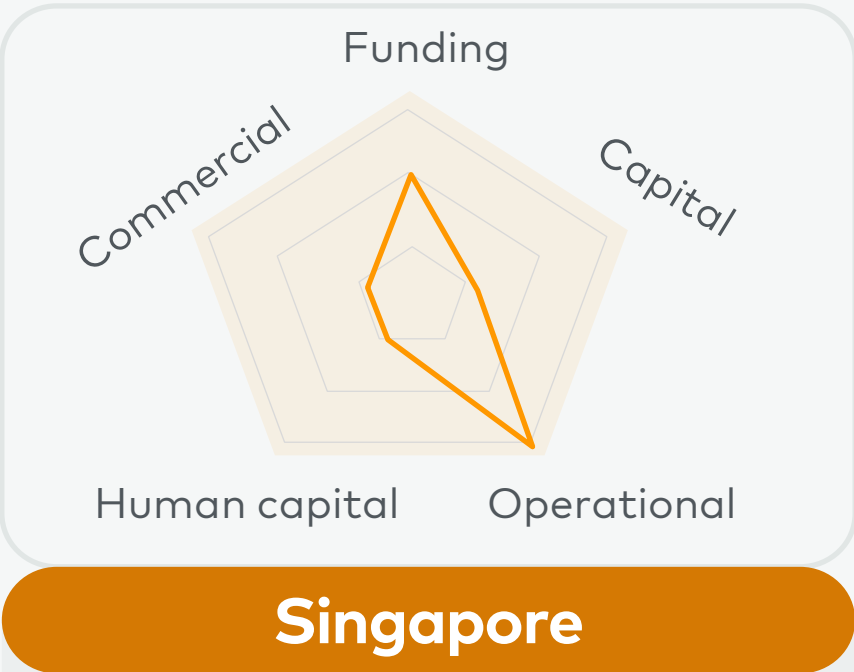 Funding
Commercial
Capital
Human capital
Operational
Singapore